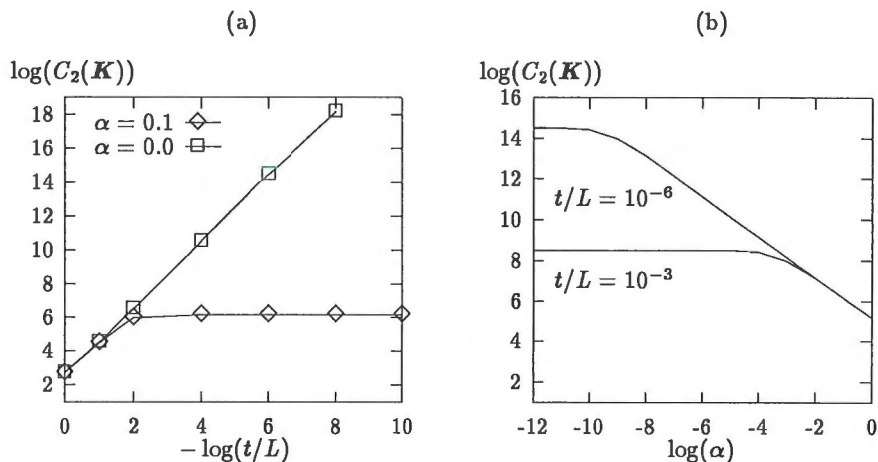 (a)
log(C₂(K))
18
16
14
12
10
8
6
4
2
α = 0.1
α = 0.0
0 2 4 6 8 10
− log(t/L)
(b)
log(C₂(K))
16
14
12
10
8
6
4
2
t/L = 10⁻⁶
t/L = 10⁻³
-12 -10 -8 -6 -4 -2 0
log(α)